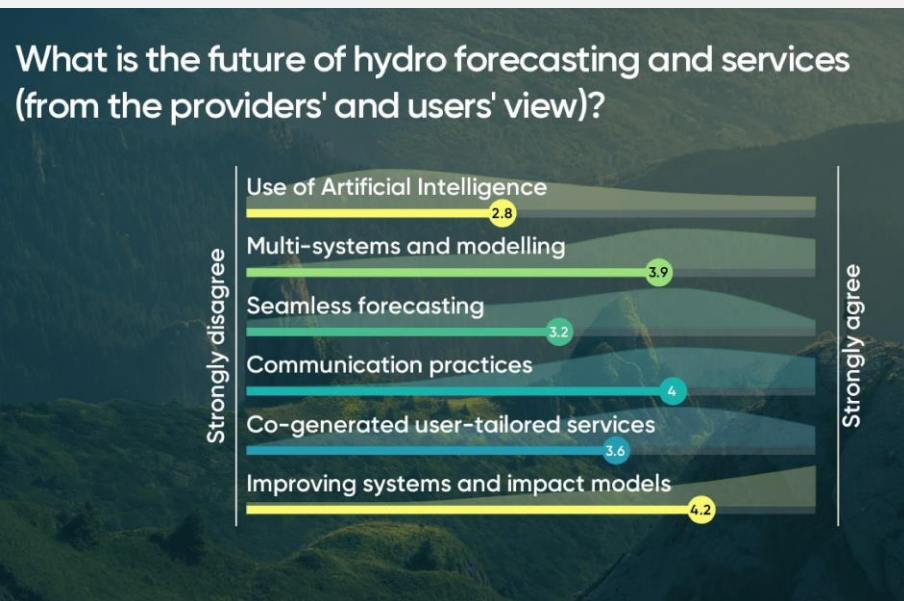 What is the future of hydro forecasting and services
(from the providers' and users' view)?
Strongly disagree
Use of Artificial Intelligence
2.8
Multi-systems and modelling
3.9
Seamless forecasting
3.2
Communication practices
4
Co-generated user-tailored services
3.6
Improving systems and impact models
4.2
Strongly agree